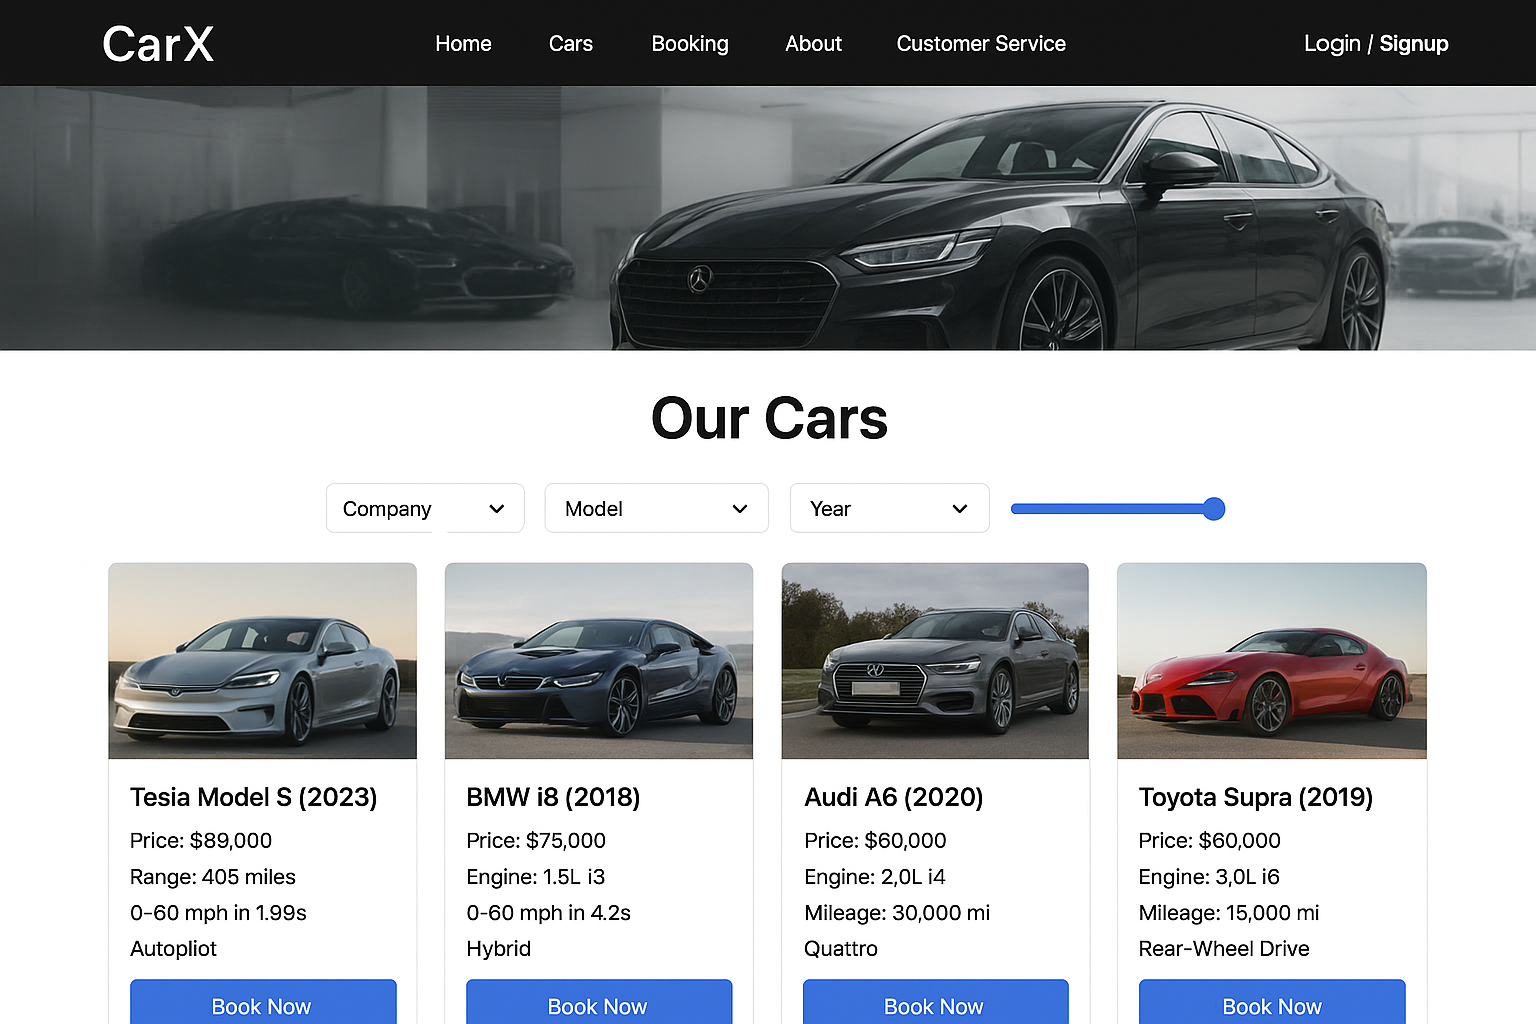 CarX
Home Cars Booking About Customer Service
Login / Signup
Our Cars
Company Model Year
Tesia Model S (2023)
Price: $89,000
Range: 405 miles
0-60 mph in 1.99s
Autopliot
Book Now
BMW i8 (2018)
Price: $75,000
Engine: 1.5L i3
0-60 mph in 4.2s
Hybrid
Book Now
Audi A6 (2020)
Price: $60,000
Engine: 2,0L i4
Mileage: 30,000 mi
Quattro
Book Now
Toyota Supra (2019)
Price: $60,000
Engine: 3,0L i6
Mileage: 15,000 mi
Rear-Wheel Drive
Book Now